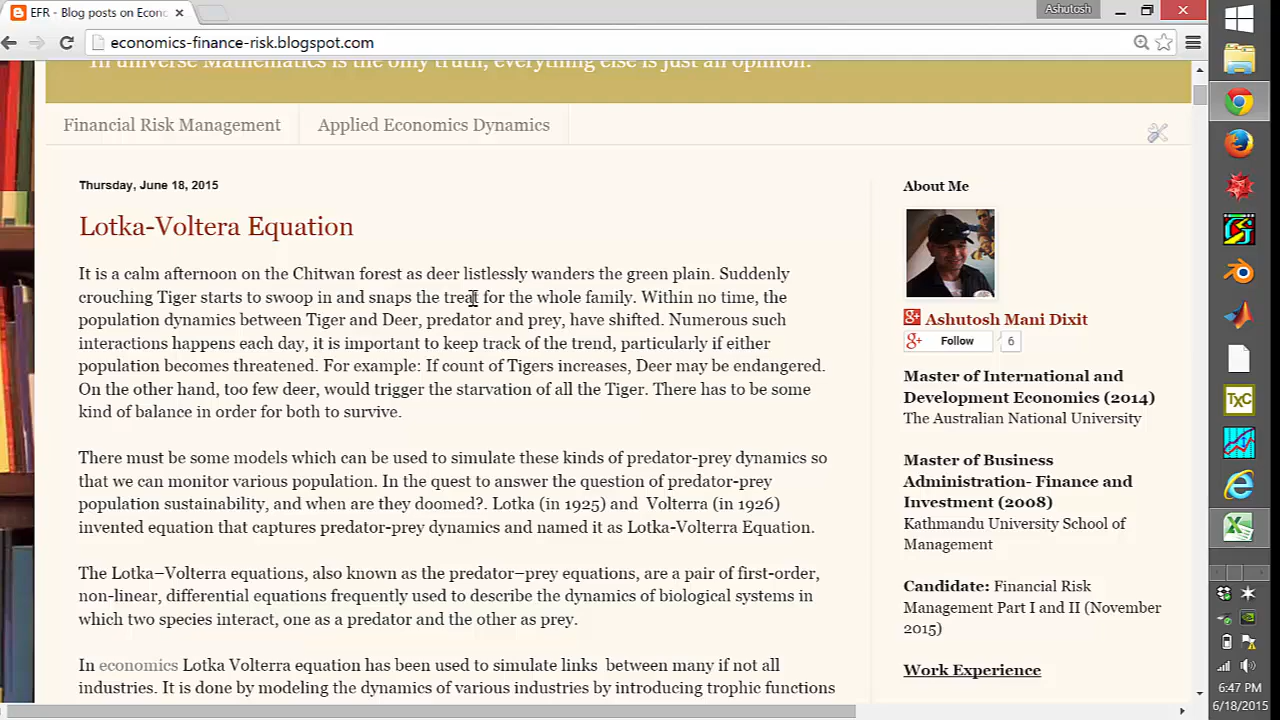 EFR - Blog posts on Econ
Ashutosh
economics-finance-risk.blogspot.com
In universe Mathematics is the only truth, everything else is just an opinion.
Financial Risk Management
Applied Economics Dynamics
Thursday, June 18, 2015
Lotka-Voltera Equation
It is a calm afternoon on the Chitwan forest as deer listlessly wanders the green plain. Suddenly
crouching Tiger starts to swoop in and snaps the treat for the whole family. Within no time, the
population dynamics between Tiger and Deer, predator and prey, have shifted. Numerous such
interactions happens each day, it is important to keep track of the trend, particularly if either
population becomes threatened. For example: If count of Tigers increases, Deer may be endangered.
On the other hand, too few deer, would trigger the starvation of all the Tiger. There has to be some
kind of balance in order for both to survive.
There must be some models which can be used to simulate these kinds of predator-prey dynamics so
that we can monitor various population. In the quest to answer the question of predator-prey
population sustainability, and when are they doomed?. Lotka (in 1925) and Volterra (in 1926)
invented equation that captures predator-prey dynamics and named it as Lotka-Volterra Equation.
The Lotka–Volterra equations, also known as the predator–prey equations, are a pair of first-order,
non-linear, differential equations frequently used to describe the dynamics of biological systems in
which two species interact, one as a predator and the other as prey.
In economics Lotka Volterra equation has been used to simulate links between many if not all
industries. It is done by modeling the dynamics of various industries by introducing trophic functions
About Me
Ashutosh Mani Dixit
Follow
6
Master of International and
Development Economics (2014)
The Australian National University
Master of Business
Administration- Finance and
Investment (2008)
Kathmandu University School of
Management
Candidate: Financial Risk
Management Part I and II (November
2015)
Work Experience
TXC
6:47 PM
6/18/2015